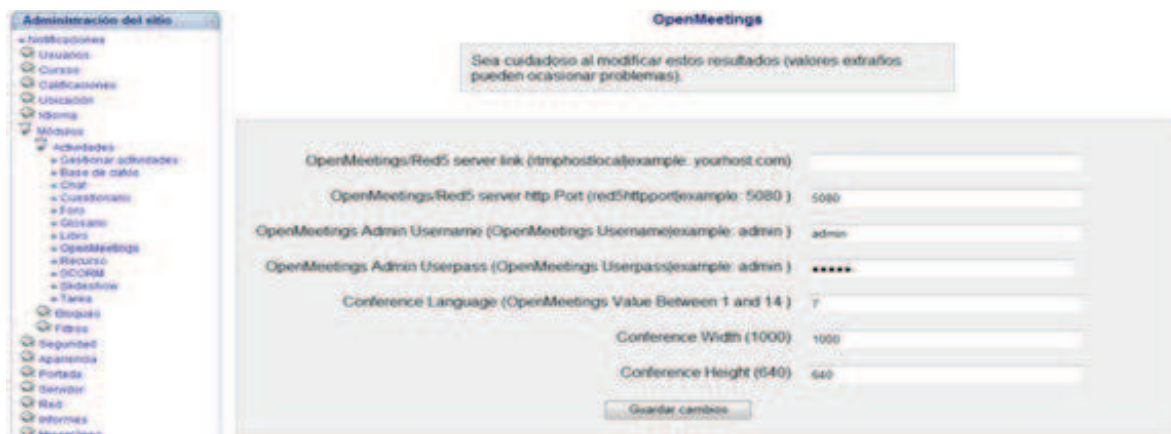 Administración del sitio
Notificaciones
Usuarios
Cursos
Calificaciones
Ubicación
Idioma
Módulos
Actividades
Gestionar actividades
Base de datos
Chat
Cuestionario
Foro
Glosario
Libro
OpenMeetings
Recurso
SCORM
Slideshow
Tarea
Bloques
Filtros
Seguridad
Apariencia
Portada
Servidor
Red
Informes
Miscelánea
OpenMeetings
Sea cuidadoso al modificar estos resultados (valores extraños
pueden ocasionar problemas).
OpenMeetings/Red5 server link (rtmphostlocal|example: yourhost.com)
OpenMeetings/Red5 server http Port (red5httpport|example: 5080 ) 5080
OpenMeetings Admin Username (OpenMeetings Username|example: admin ) admin
OpenMeetings Admin Userpass (OpenMeetings Userpass|example: admin ) •••••
Conference Language (OpenMeetings Value Between 1 and 14 ) 7
Conference Width (1000) 1000
Conference Height (640) 640
Guardar cambios